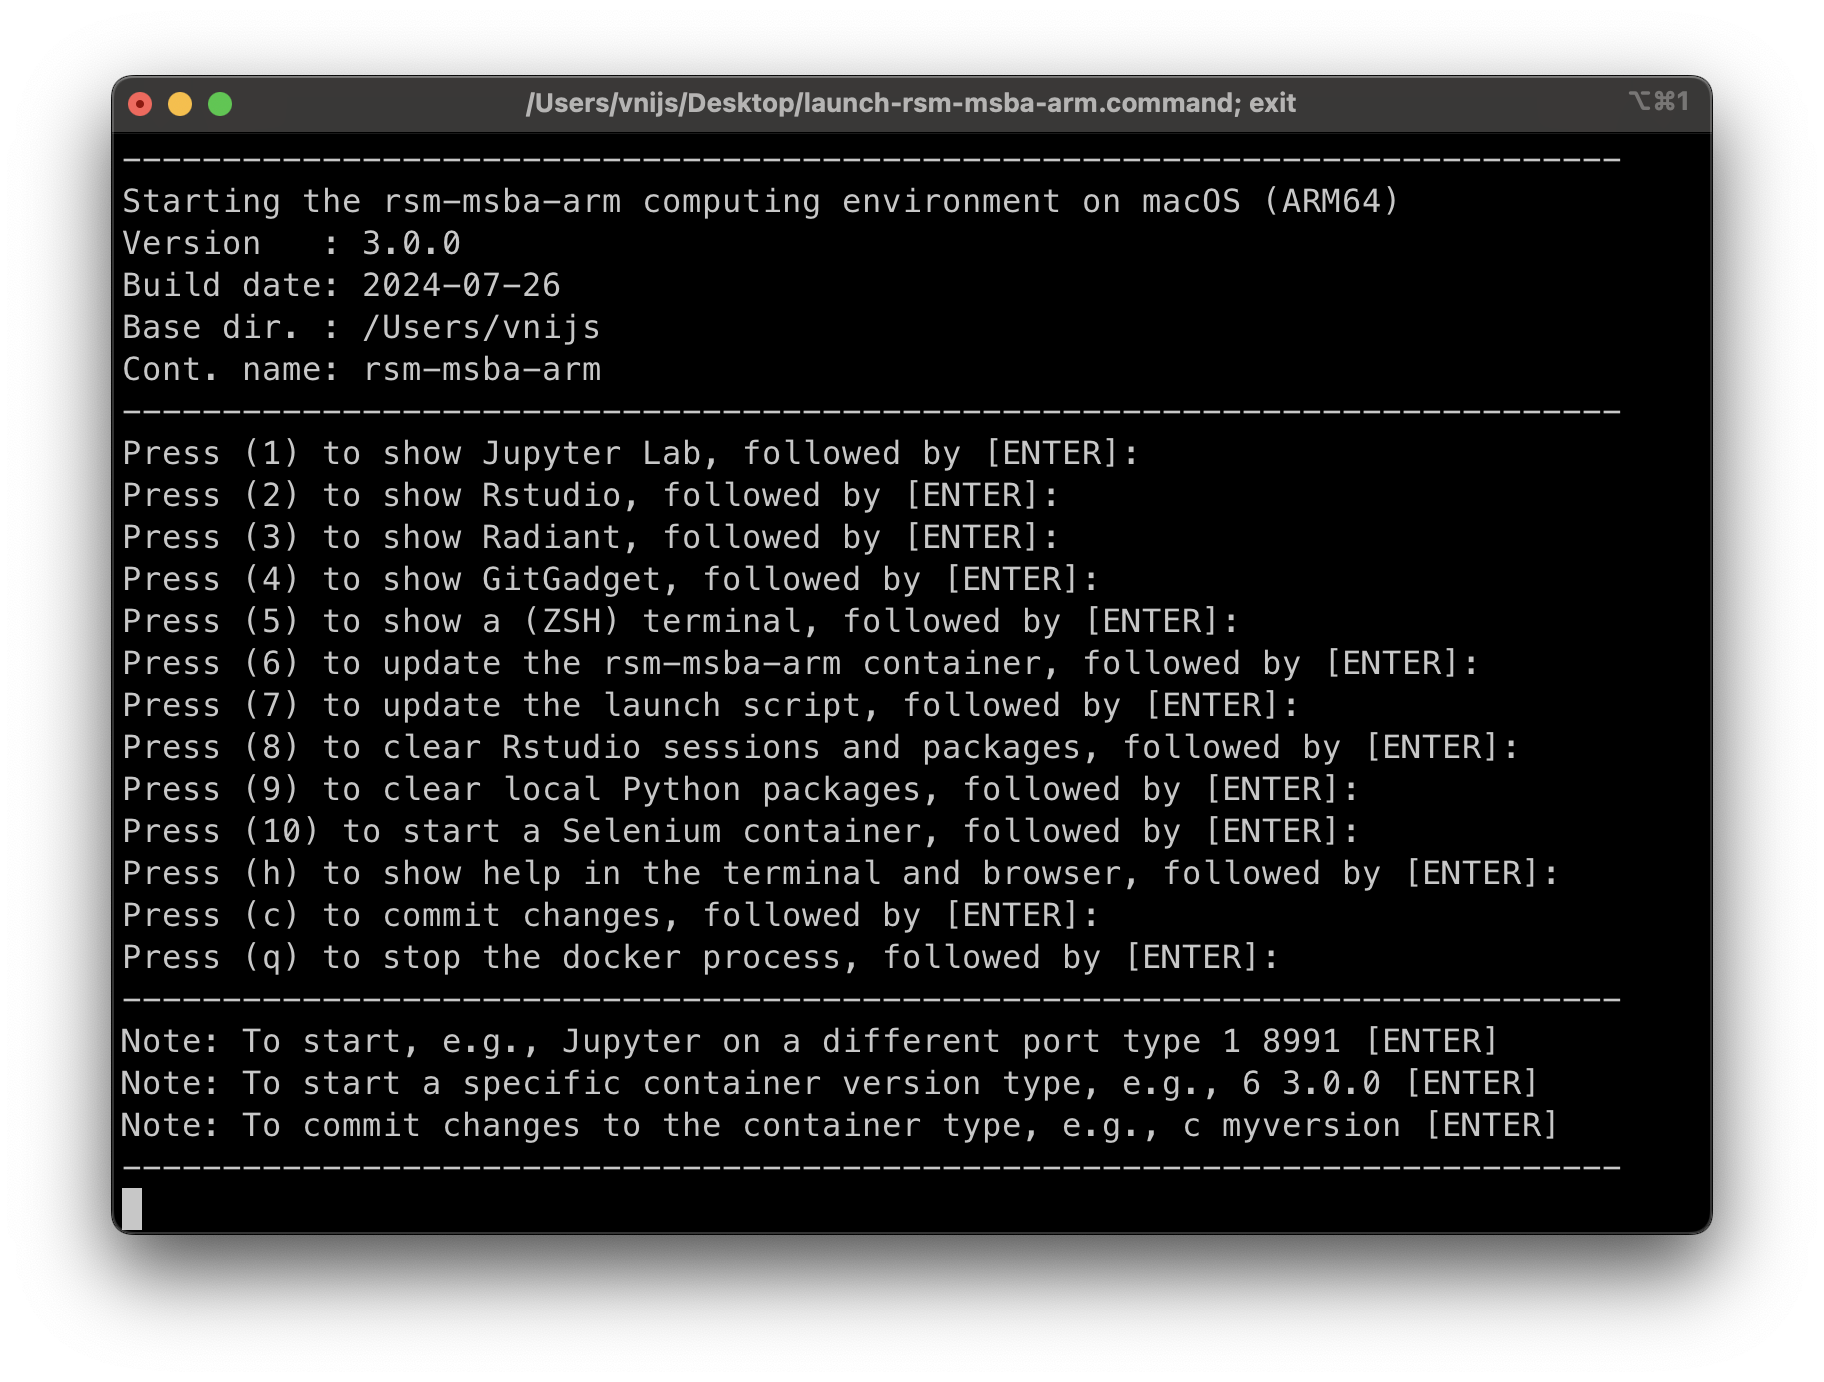 /Users/vnijs/Desktop/launch-rsm-msba-arm.command; exit ⌥⌘1
---------------------------------------------------------------------------
Starting the rsm-msba-arm computing environment on macOS (ARM64)
Version   : 3.0.0
Build date: 2024-07-26
Base dir. : /Users/vnijs
Cont. name: rsm-msba-arm
---------------------------------------------------------------------------
Press (1) to show Jupyter Lab, followed by [ENTER]:
Press (2) to show Rstudio, followed by [ENTER]:
Press (3) to show Radiant, followed by [ENTER]:
Press (4) to show GitGadget, followed by [ENTER]:
Press (5) to show a (ZSH) terminal, followed by [ENTER]:
Press (6) to update the rsm-msba-arm container, followed by [ENTER]:
Press (7) to update the launch script, followed by [ENTER]:
Press (8) to clear Rstudio sessions and packages, followed by [ENTER]:
Press (9) to clear local Python packages, followed by [ENTER]:
Press (10) to start a Selenium container, followed by [ENTER]:
Press (h) to show help in the terminal and browser, followed by [ENTER]:
Press (c) to commit changes, followed by [ENTER]:
Press (q) to stop the docker process, followed by [ENTER]:
---------------------------------------------------------------------------
Note: To start, e.g., Jupyter on a different port type 1 8991 [ENTER]
Note: To start a specific container version type, e.g., 6 3.0.0 [ENTER]
Note: To commit changes to the container type, e.g., c myversion [ENTER]
---------------------------------------------------------------------------